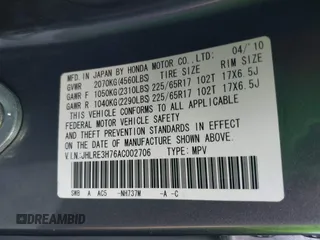 MFD. IN JAPAN BY HONDA MOTOR CO., LTD. 04/'10
GVWR 2070KG(4560LBS) TIRE SIZE RIM SIZE
GAWR F 1050KG(2310LBS) 225/65R17 102T 17X6.5J
GAWR R 1040KG(2290LBS) 225/65R17 102T 17X6.5J
THIS VEHICLE CONFORMS TO ALL APPLICABLE
FEDERAL MOTOR VEHICLE SAFETY AND THEFT
PREVENTION STANDARDS IN EFFECT ON THE DATE
OF MANUFACTURE SHOWN ABOVE.
V.I.N.:JHLRE3H76AC002706 TYPE: MPV
SW8 A AC5 -NH737M -A -C
DREAMBID